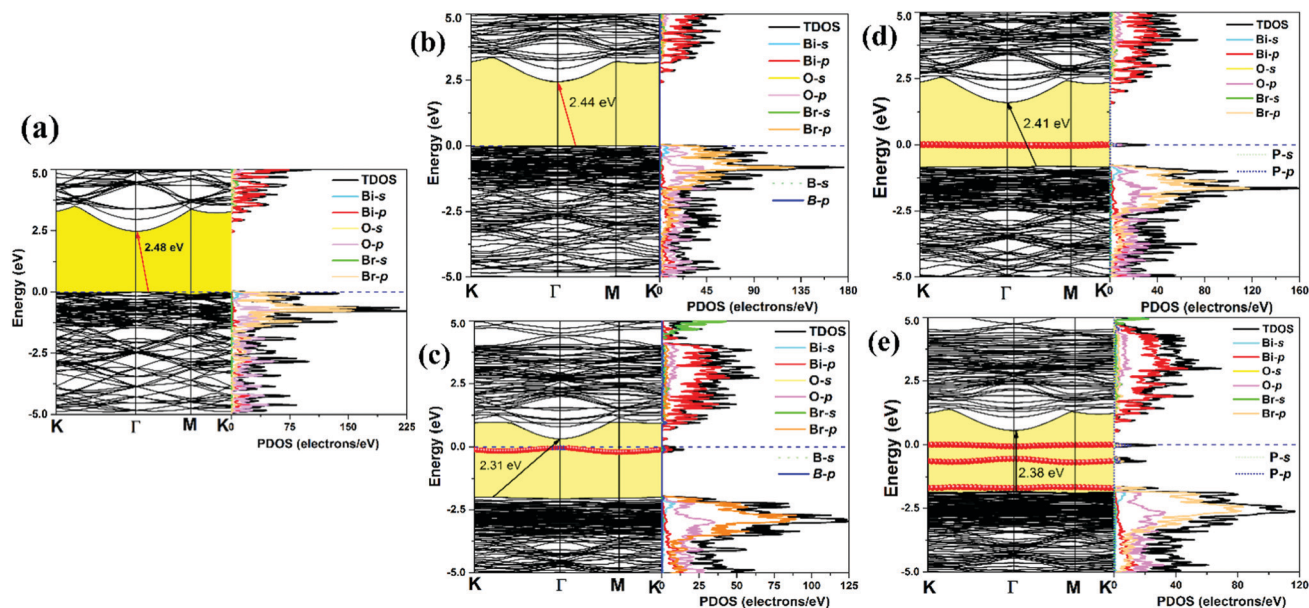 (a)
5.0
2.5
0.0
-2.5
-5.0
Energy (eV)
2.48 eV
K Γ M K
0 75 150 225
PDOS (electrons/eV)
TDOS
Bi-s
Bi-p
O-s
O-p
Br-s
Br-p
(b)
5.0
2.5
0.0
-2.5
-5.0
Energy (eV)
2.44 eV
K Γ M K
0 45 90 135 180
PDOS (electrons/eV)
TDOS
Bi-s
Bi-p
O-s
O-p
Br-s
Br-p
B-s
B-p
(c)
5.0
2.5
0.0
-2.5
-5.0
Energy (eV)
2.31 eV
K Γ M K
0 25 50 75 100 125
PDOS (electrons/eV)
TDOS
Bi-s
Bi-p
O-s
O-p
Br-s
Br-p
B-s
B-p
(d)
5.0
2.5
0.0
-2.5
-5.0
Energy (eV)
2.41 eV
K Γ M K
0 40 80 120 160
PDOS (electrons/eV)
TDOS
Bi-s
Bi-p
O-s
O-p
Br-s
Br-p
P-s
P-p
(e)
5.0
2.5
0.0
-2.5
-5.0
Energy (eV)
2.38 eV
K Γ M K
0 40 80 120
PDOS (electrons/eV)
TDOS
Bi-s
Bi-p
O-s
O-p
Br-s
Br-p
P-s
P-p